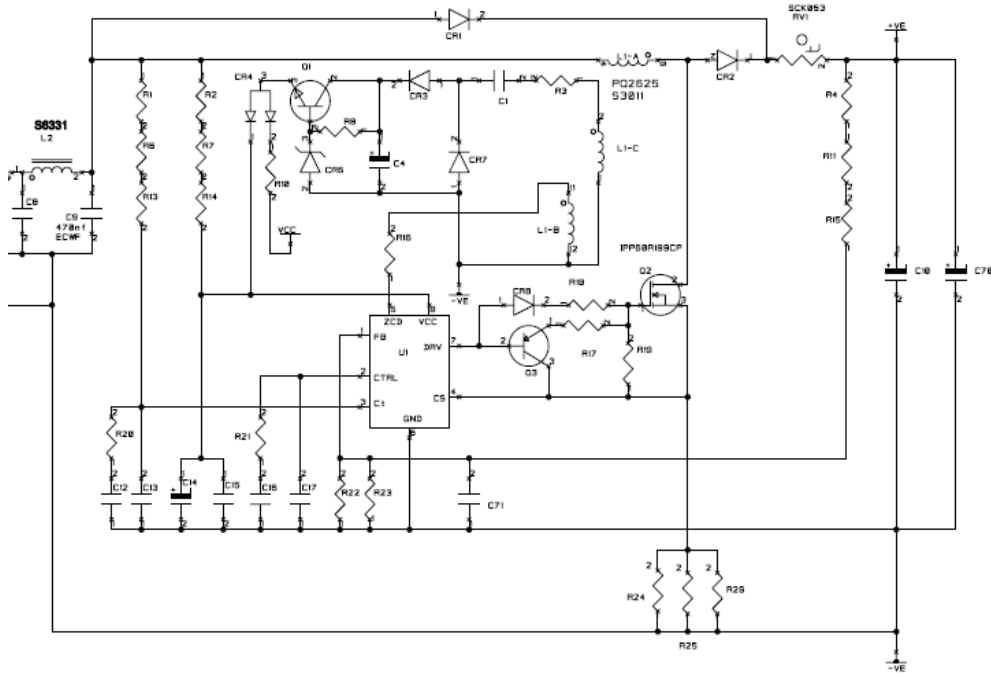 SCK053
RV1
+VE
CR1
L1-A
PQ2625
S3011
CR2
Q1
CR4
CR3
C1
R3
R1
R2
R4
S6331
L2
R9
R6
R7
C4
CR6
CR7
L1-C
R11
R10
R13
R14
C8
C9
470nf
ECWF
VCC
R16
L1-B
R15
IPP60R199CP
Q2
C10
C70
-VE
CR8
R18
ZCD
VCC
FB
U1
DRV
R17
R19
Q3
CTRL
Ct
CS
GND
R20
R21
C12
C13
C14
C15
C16
C17
R22
R23
C71
R24
R25
R26
-VE